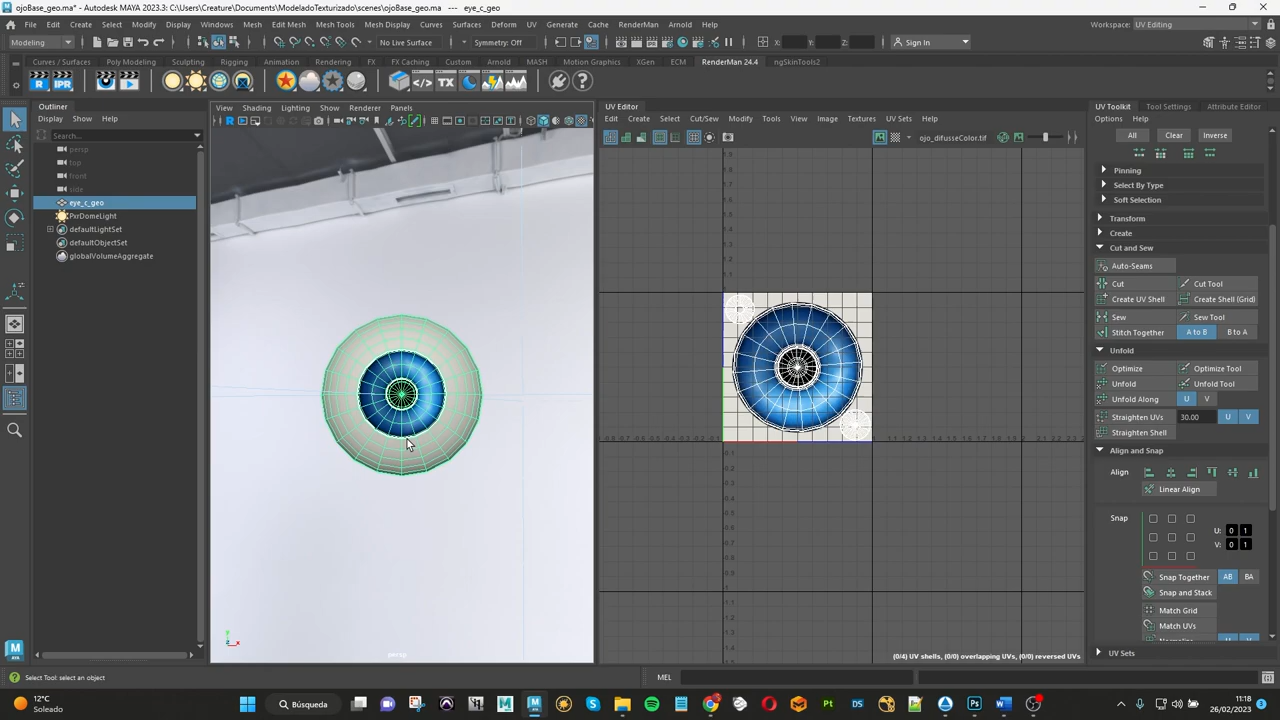 ojoBase_geo.ma* - Autodesk MAYA 2023.3: C:\Users\Creature\Documents\ModeladoTexturizado\scenes\ojoBase_geo.ma --- eye_c_geo
File Edit Create Select Modify Display Windows Mesh Edit Mesh Mesh Tools Mesh Display Curves Surfaces Deform UV Generate Cache RenderMan Arnold Help
Workspace: UV Editing
Modeling No Live Surface Symmetry: Off X: Y: Z: Sign In
Curves / Surfaces Poly Modeling Sculpting Rigging Animation Rendering FX FX Caching Custom Arnold MASH Motion Graphics XGen ECM RenderMan 24.4 ngSkinTools2
R IPR </> TX
Outliner
Display Show Help
Search...
persp
top
front
side
eye_c_geo
PxrDomeLight
defaultLightSet
defaultObjectSet
globalVolumeAggregate
View Shading Lighting Show Renderer Panels
persp
UV Editor
Edit Create Select Cut/Sew Modify Tools View Image Textures UV Sets Help
ojo_difusseColor.tif
(0/4) UV shells, (0/0) overlapping UVs, (0/0) reversed UVs
UV Toolkit Tool Settings Attribute Editor
Options Help
All Clear Inverse
Pinning
Select By Type
Soft Selection
Transform
Create
Cut and Sew
Auto-Seams
Cut Cut Tool
Create UV Shell Create Shell (Grid)
Sew Sew Tool
Stitch Together A to B B to A
Unfold
Optimize Optimize Tool
Unfold Unfold Tool
Unfold Along U V
Straighten UVs 30.00 U V
Straighten Shell
Align and Snap
Align
Linear Align
Snap
U: 0 1
V: 0 1
Snap Together AB BA
Snap and Stack
Match Grid
Match UVs
UV Sets
Select Tool: select an object
MEL
12°C
Soleado
Búsqueda
11:18
26/02/2023